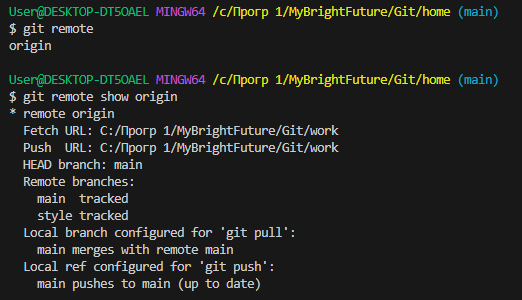 User@DESKTOP-DT5OAEL MINGW64 /c/Прогр 1/MyBrightFuture/Git/home (main)
$ git remote
origin

User@DESKTOP-DT5OAEL MINGW64 /c/Прогр 1/MyBrightFuture/Git/home (main)
$ git remote show origin
* remote origin
  Fetch URL: C:/Прогр 1/MyBrightFuture/Git/work
  Push  URL: C:/Прогр 1/MyBrightFuture/Git/work
  HEAD branch: main
  Remote branches:
    main  tracked
    style tracked
  Local branch configured for 'git pull':
    main merges with remote main
  Local ref configured for 'git push':
    main pushes to main (up to date)